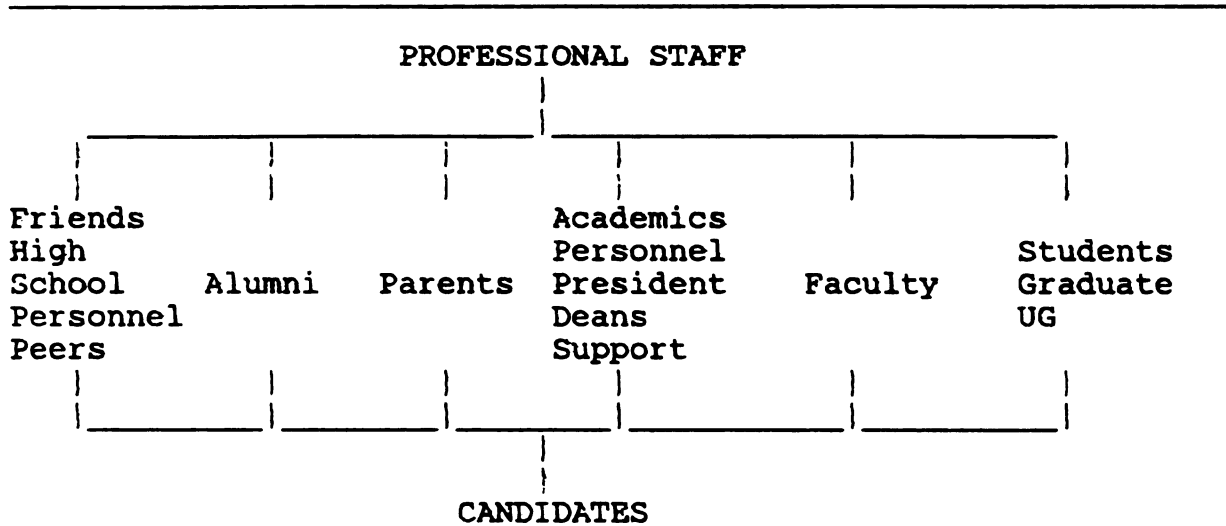 PROFESSIONAL STAFF
Friends
High
School
Personnel
Peers
Alumni
Parents
Academics
Personnel
President
Deans
Support
Faculty
Students
Graduate
UG
CANDIDATES